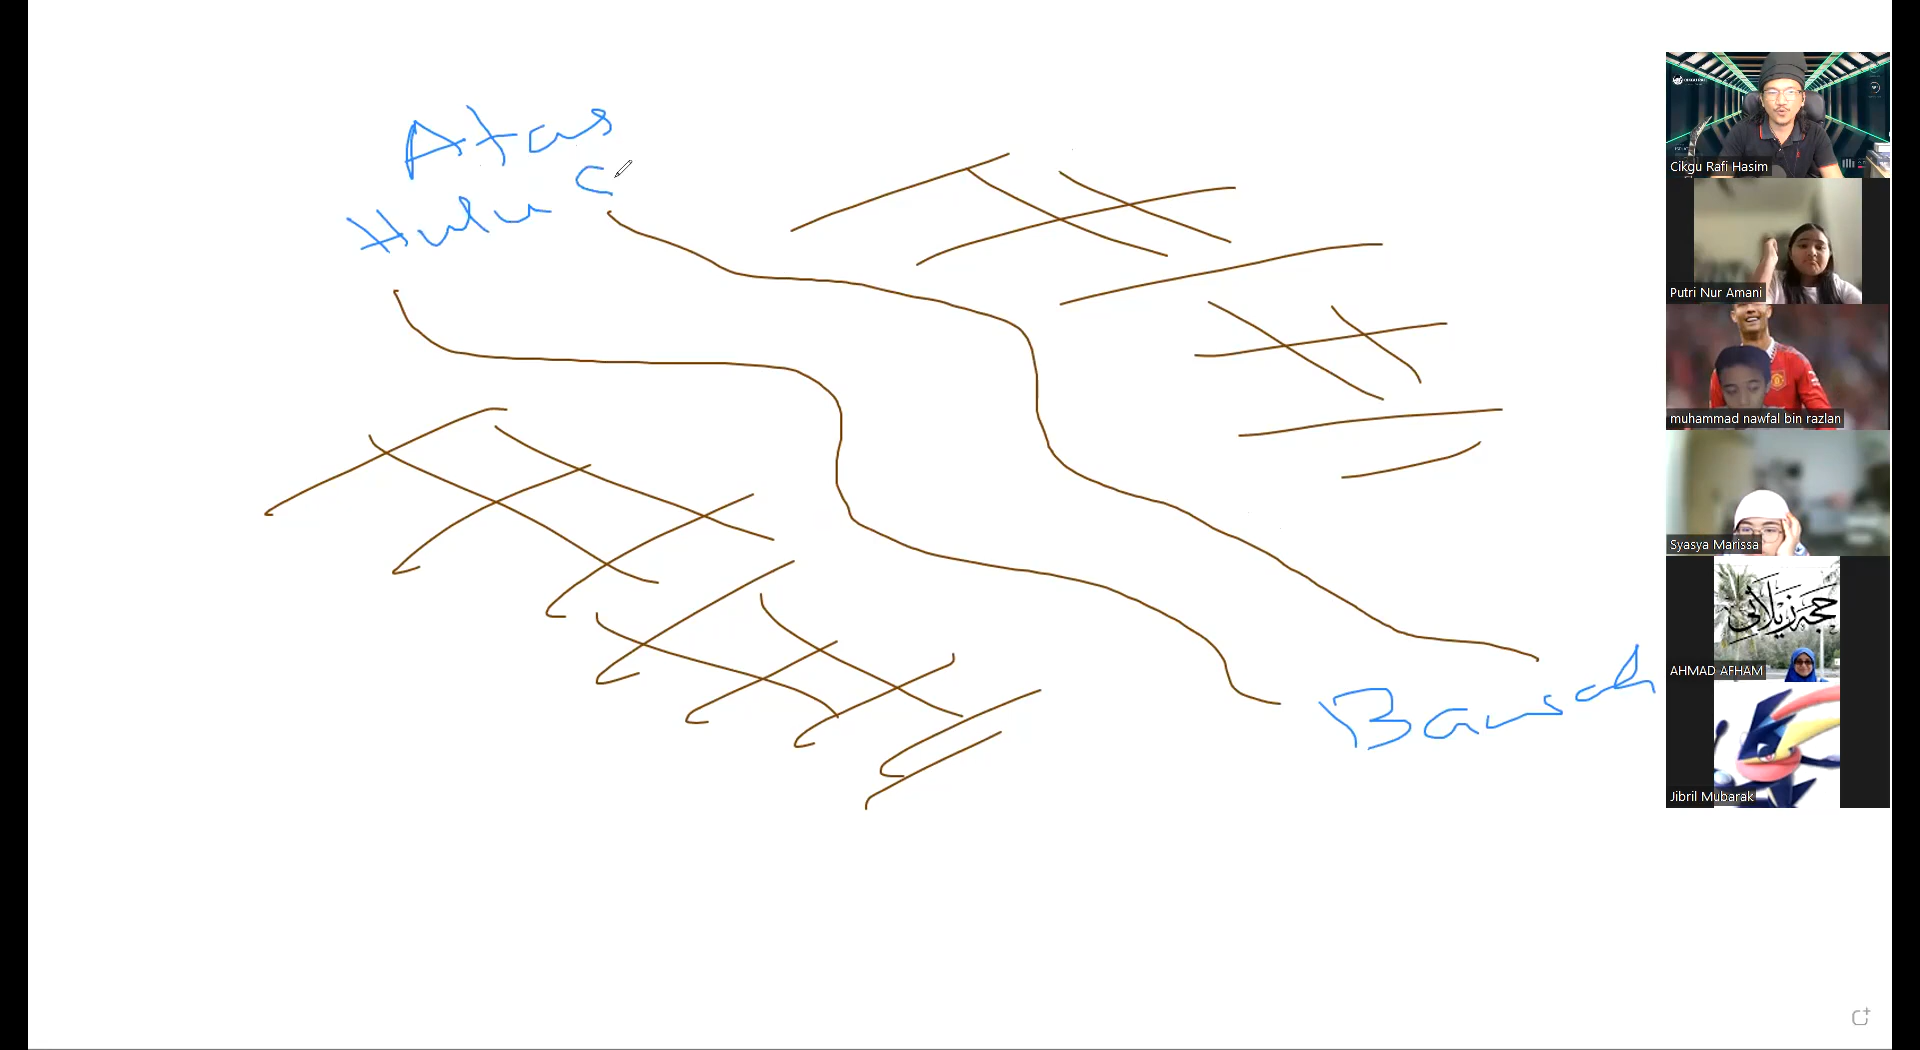 Atas
Hulu
Bawah
Cikgu Rafi Hasim
Putri Nur Amani
muhammad nawfal bin razlan
Syasya Marissa
AHMAD AFHAM
Jibril Mubarak